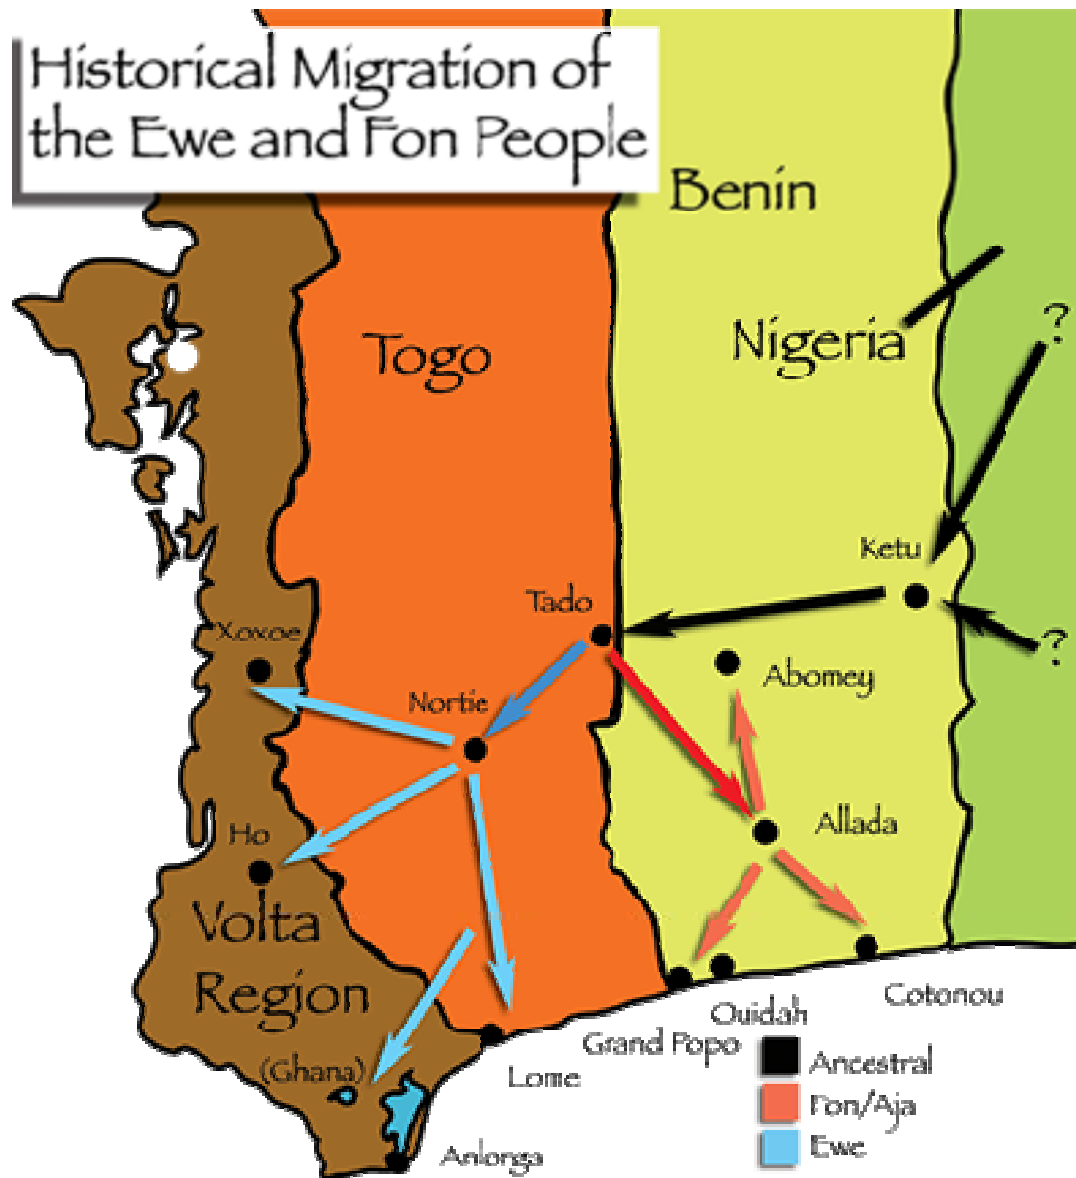 Historical Migration of
the Ewe and Fon People
Benin
Togo
Nigeria
?
Ketu
Tado
Xoxoe
?
Abomey
Nortie
Allada
Ho
Volta
Region
Cotonou
Ouidah
Grand Popo
(Ghana)
Lome
Anlonga
Ancestral
Fon/Aja
Ewe